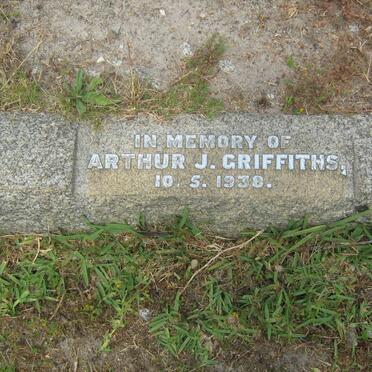 IN MEMORY OF
ARTHUR J. GRIFFITHS,
10. 5. 1938.